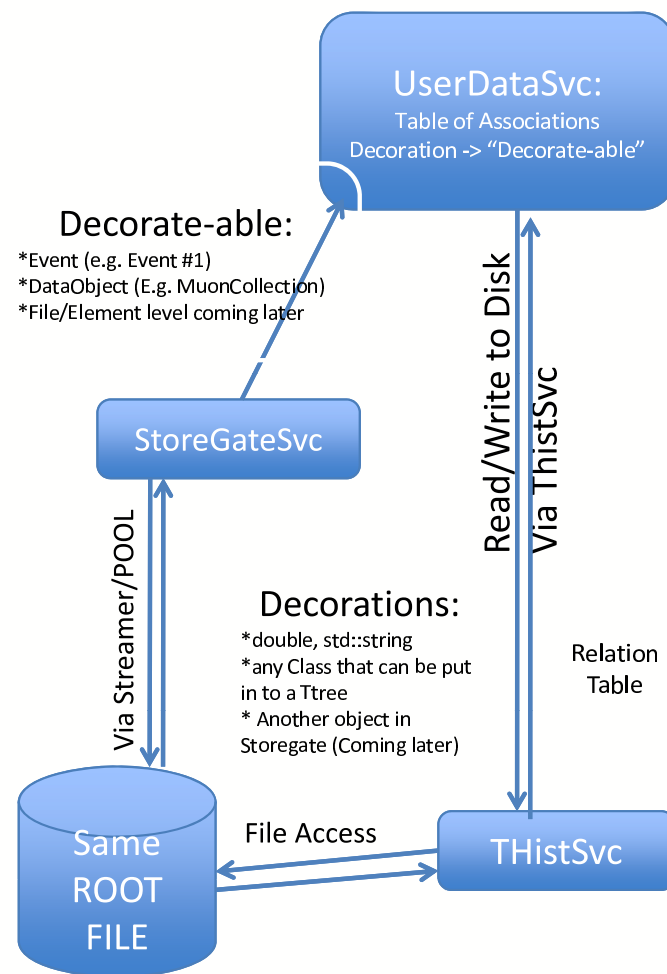 UserDataSvc:
Table of Associations
Decoration -> “Decorate-able”
Decorate-able:
*Event (e.g. Event #1)
*DataObject (E.g. MuonCollection)
*File/Element level coming later
StoreGateSvc
Read/Write to Disk
Via ThistSvc
Via Streamer/POOL
Decorations:
*double, std::string
*any Class that can be put
in to a Ttree
* Another object in
Storegate (Coming later)
Relation
Table
Same
ROOT
FILE
File Access
THistSvc